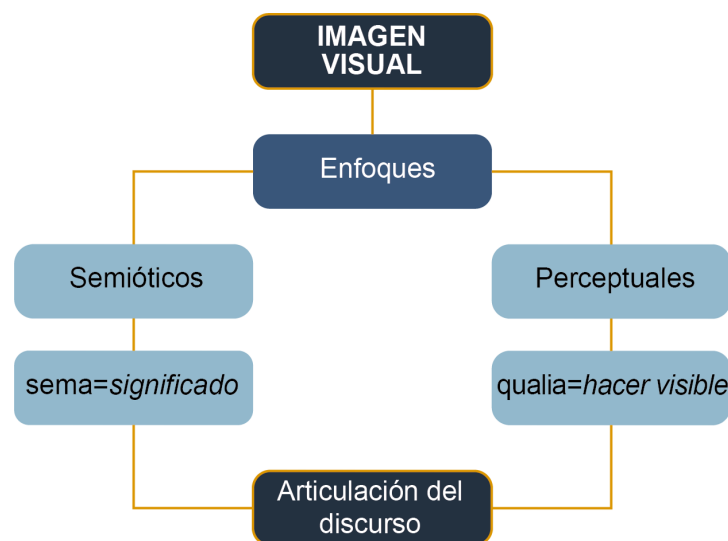 IMAGEN
VISUAL
Enfoques
Semióticos
Perceptuales
sema=significado
qualia=hacer visible
Articulación del
discurso